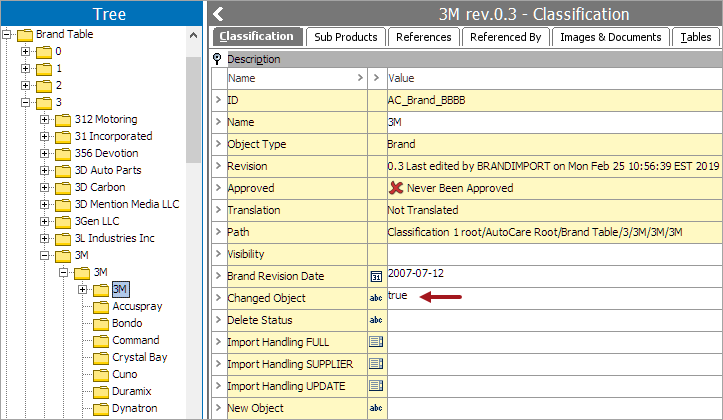 Tree
Brand Table
0
1
2
3
312 Motoring
31 Incorporated
356 Devotion
3D Auto Parts
3D Carbon
3D Mention Media LLC
3Gen LLC
3L Industries Inc
3M
3M
3M
Accuspray
Bondo
Command
Crystal Bay
Cuno
Duramix
Dynatron
3M rev.0.3 - Classification
Classification Sub Products References Referenced By Images & Documents Tables
Description
Name > > Value
> ID AC_Brand_BBBB
> Name 3M
> Object Type Brand
> Revision 0.3 Last edited by BRANDIMPORT on Mon Feb 25 10:56:39 EST 2019
> Approved Never Been Approved
> Translation Not Translated
> Path Classification 1 root/AutoCare Root/Brand Table/3/3M/3M/3M
> Visibility
> Brand Revision Date 31 2007-07-12
> Changed Object abc true
> Delete Status abc
> Import Handling FULL
> Import Handling SUPPLIER
> Import Handling UPDATE
> New Object abc